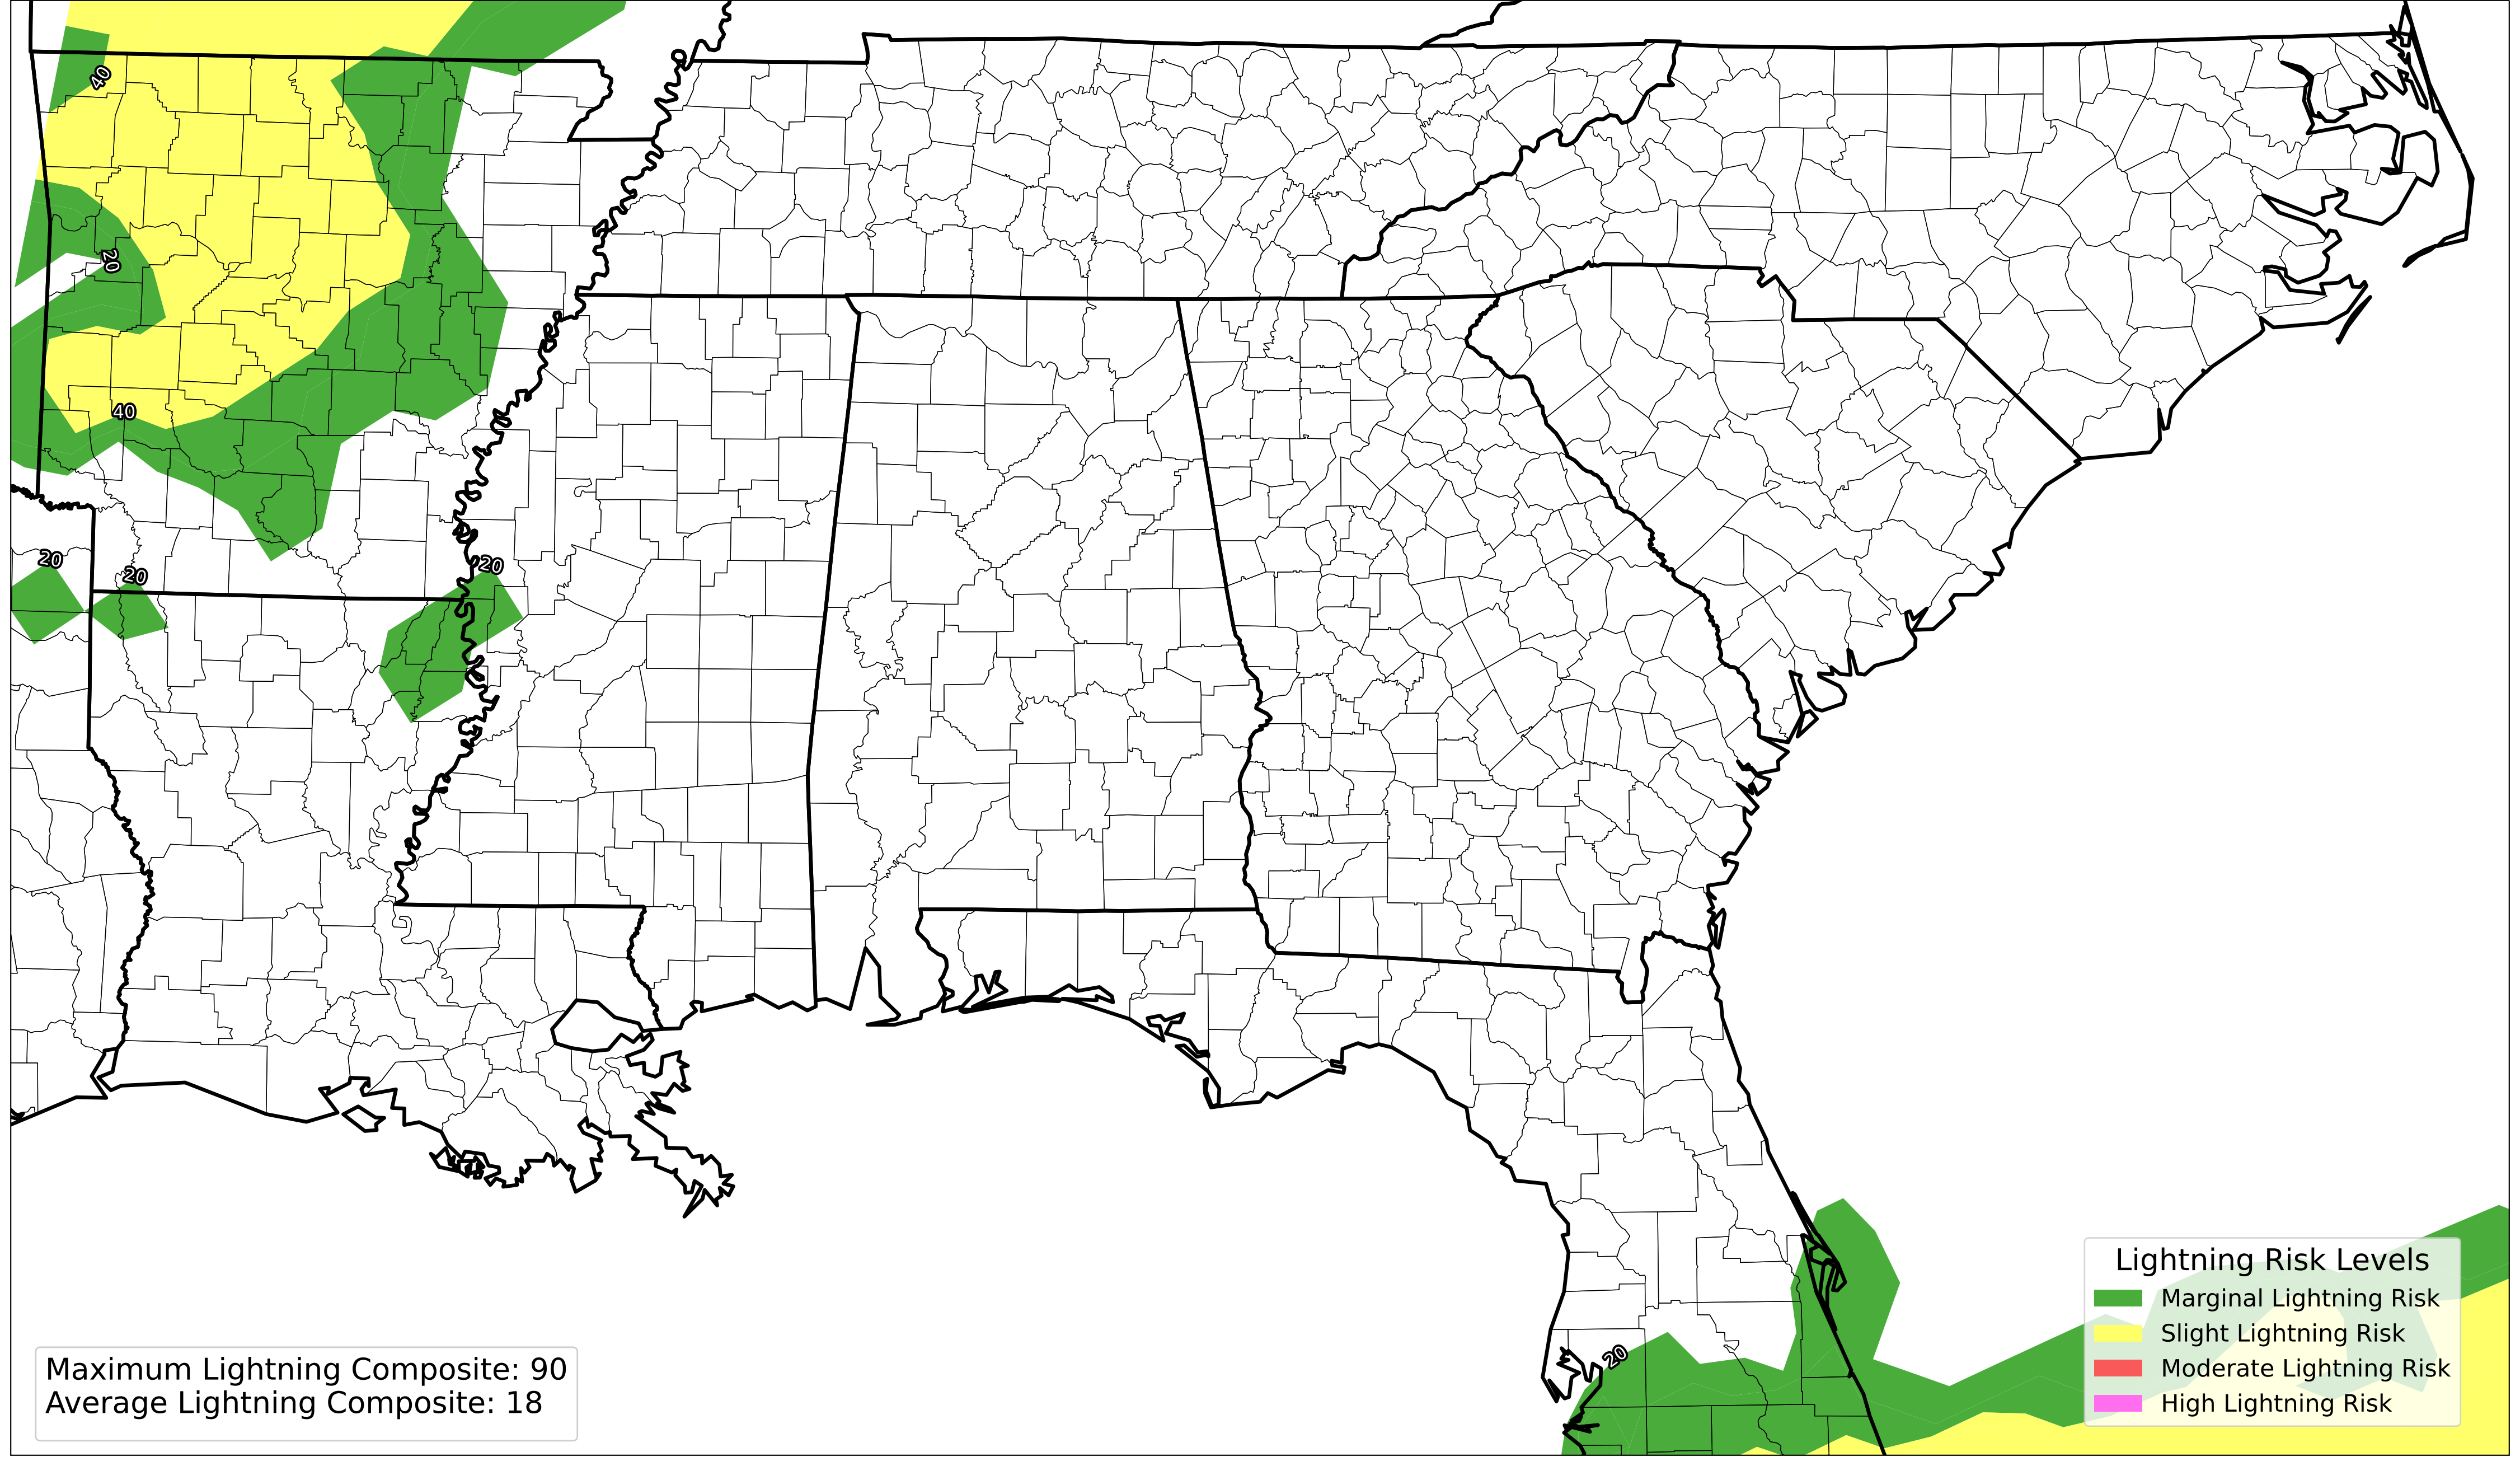 40
20
40
20
20
20
20
Lightning Risk Levels
Marginal Lightning Risk
Slight Lightning Risk
Moderate Lightning Risk
High Lightning Risk
Maximum Lightning Composite: 90
Average Lightning Composite: 18